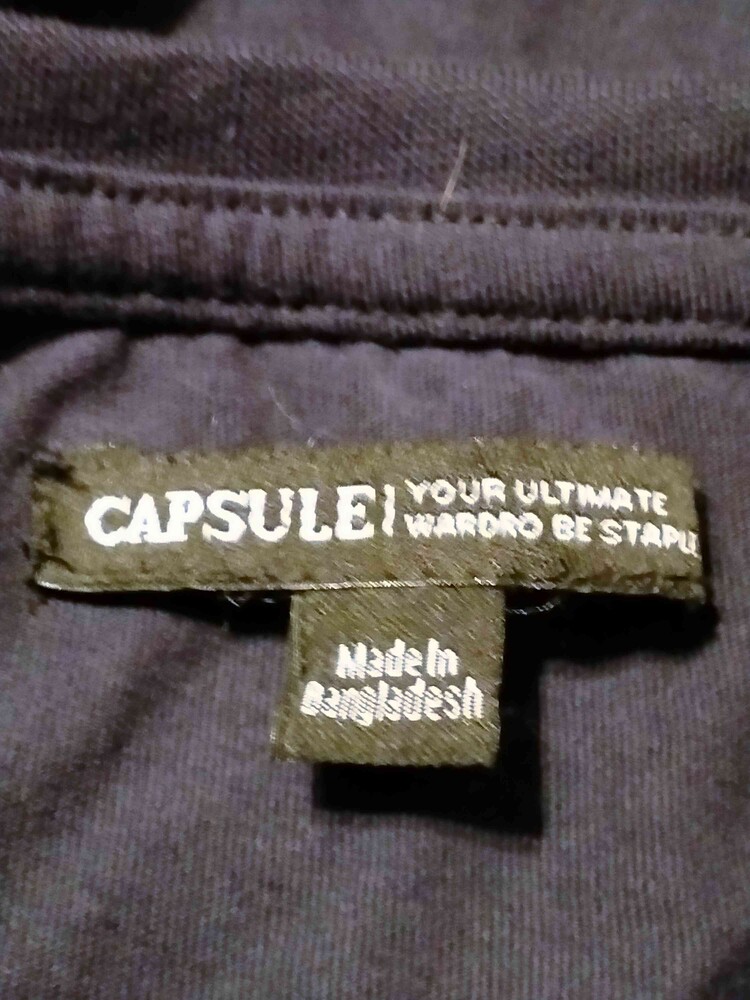 CAPSULE| YOUR ULTIMATE
WARDRO BE STAPLE
Made In
Bangladesh